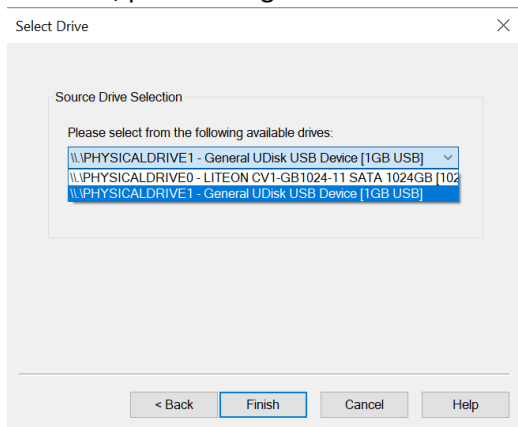 Select Drive
Source Drive Selection
Please select from the following available drives:
\\.\PHYSICALDRIVE1 - General UDisk USB Device [1GB USB]
\\.\PHYSICALDRIVE0 - LITEON CV1-GB1024-11 SATA 1024GB [102
\\.\PHYSICALDRIVE1 - General UDisk USB Device [1GB USB]
< Back Finish Cancel Help